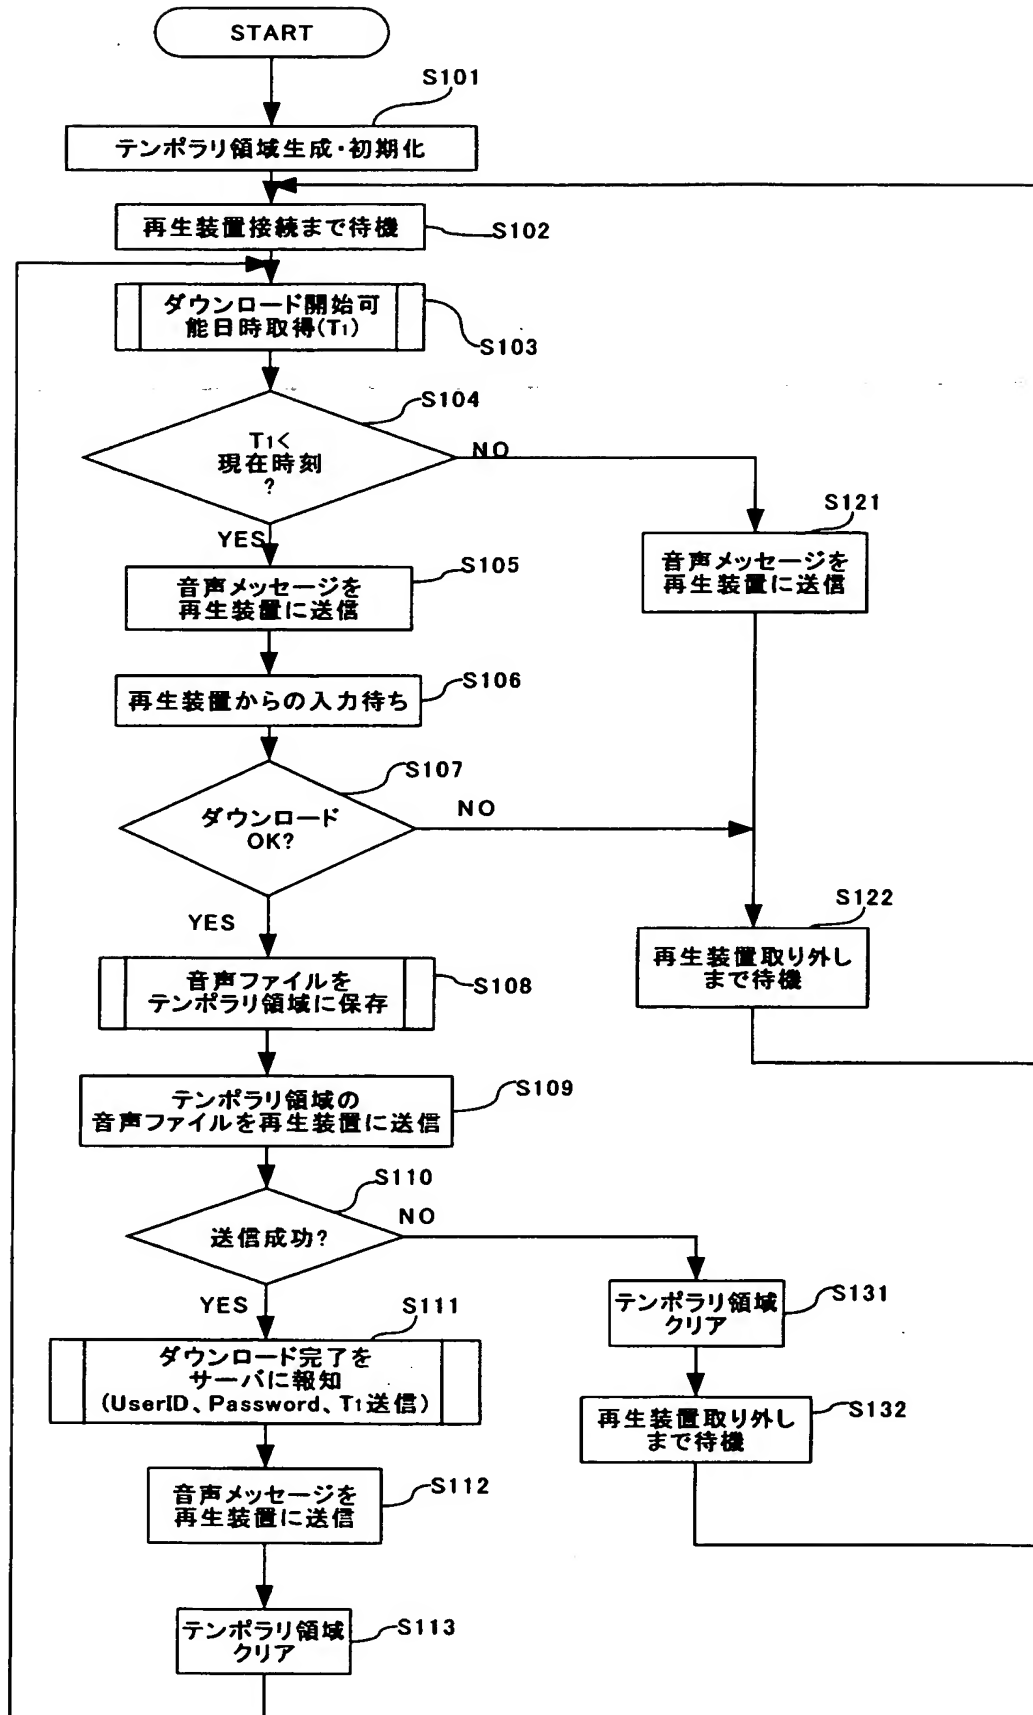 START
S101
テンポラリ領域生成・初期化
再生装置接続まで待機
S102
ダウンロード開始可
能日時取得(T1)
S103
S104
T1<
現在時刻
?
NO
YES
S121
音声メッセージを
再生装置に送信
S105
音声メッセージを
再生装置に送信
S106
再生装置からの入力待ち
S107
ダウンロード
OK?
NO
YES
S122
再生装置取り外し
まで待機
音声ファイルを
テンポラリ領域に保存
S108
テンポラリ領域の
音声ファイルを再生装置に送信
S109
S110
送信成功?
NO
YES
S131
テンポラリ領域
クリア
S111
ダウンロード完了を
サーバに報知
(UserID、Password、T1送信)
S132
再生装置取り外し
まで待機
音声メッセージを
再生装置に送信
S112
テンポラリ領域
クリア
S113